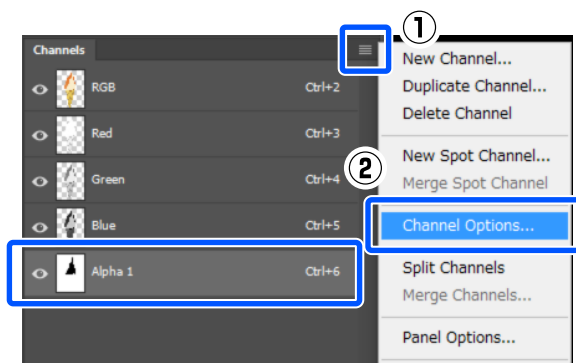 ①
Channels
RGB Ctrl+2
Red Ctrl+3
Green Ctrl+4
Blue Ctrl+5
Alpha 1 Ctrl+6
New Channel...
Duplicate Channel...
Delete Channel
②
New Spot Channel...
Merge Spot Channel
Channel Options...
Split Channels
Merge Channels...
Panel Options...